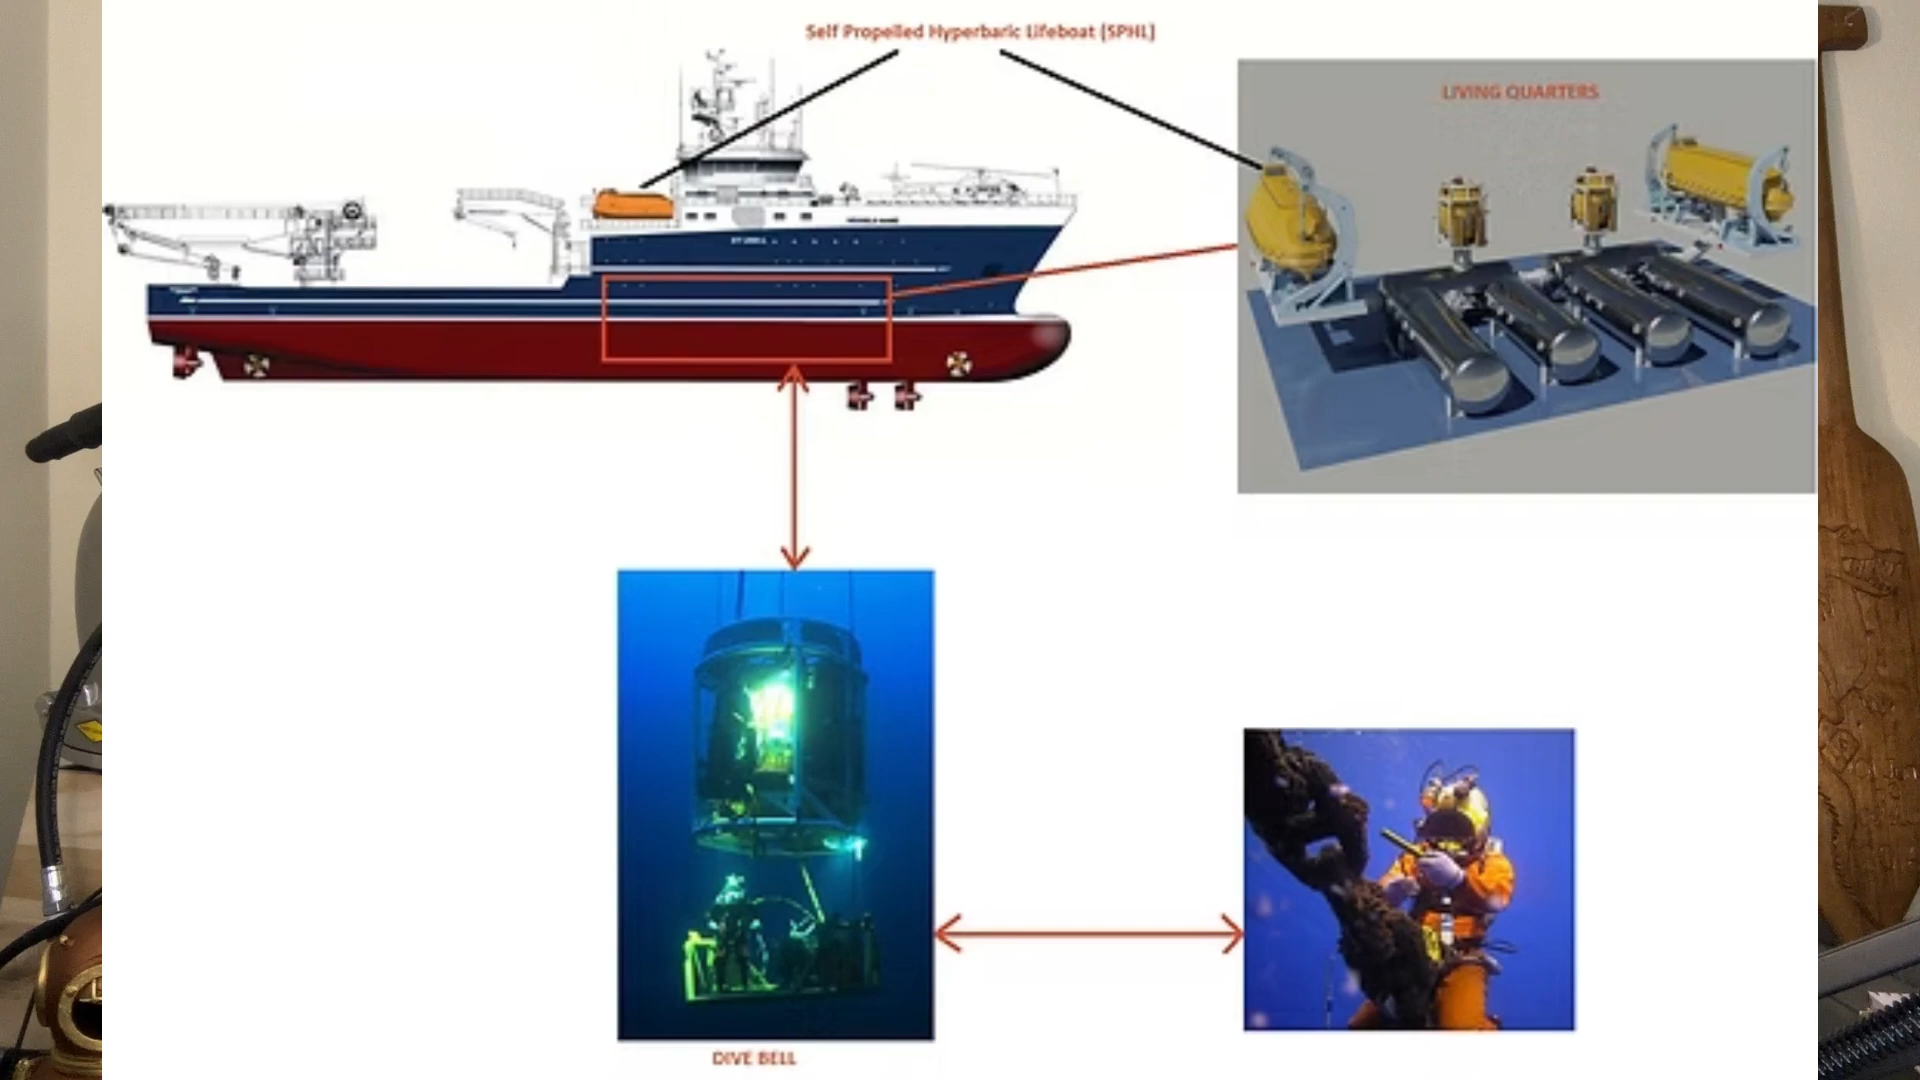 Self Propelled Hyperbaric Lifeboat [SPHL]
LIVING QUARTERS
DIVE BELL